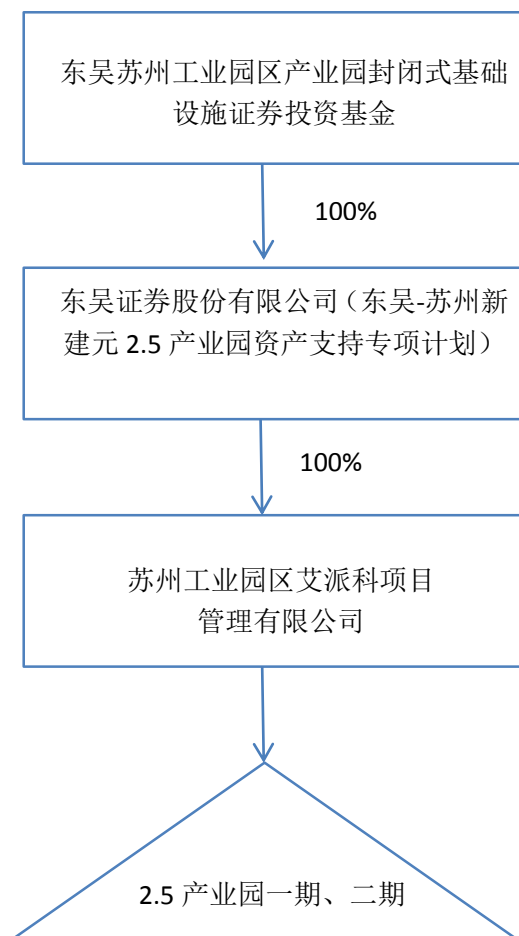 东吴苏州工业园区产业园封闭式基础
设施证券投资基金
100%
东吴证券股份有限公司（东吴-苏州新
建元 2.5 产业园资产支持专项计划）
100%
苏州工业园区艾派科项目
管理有限公司
2.5 产业园一期、二期